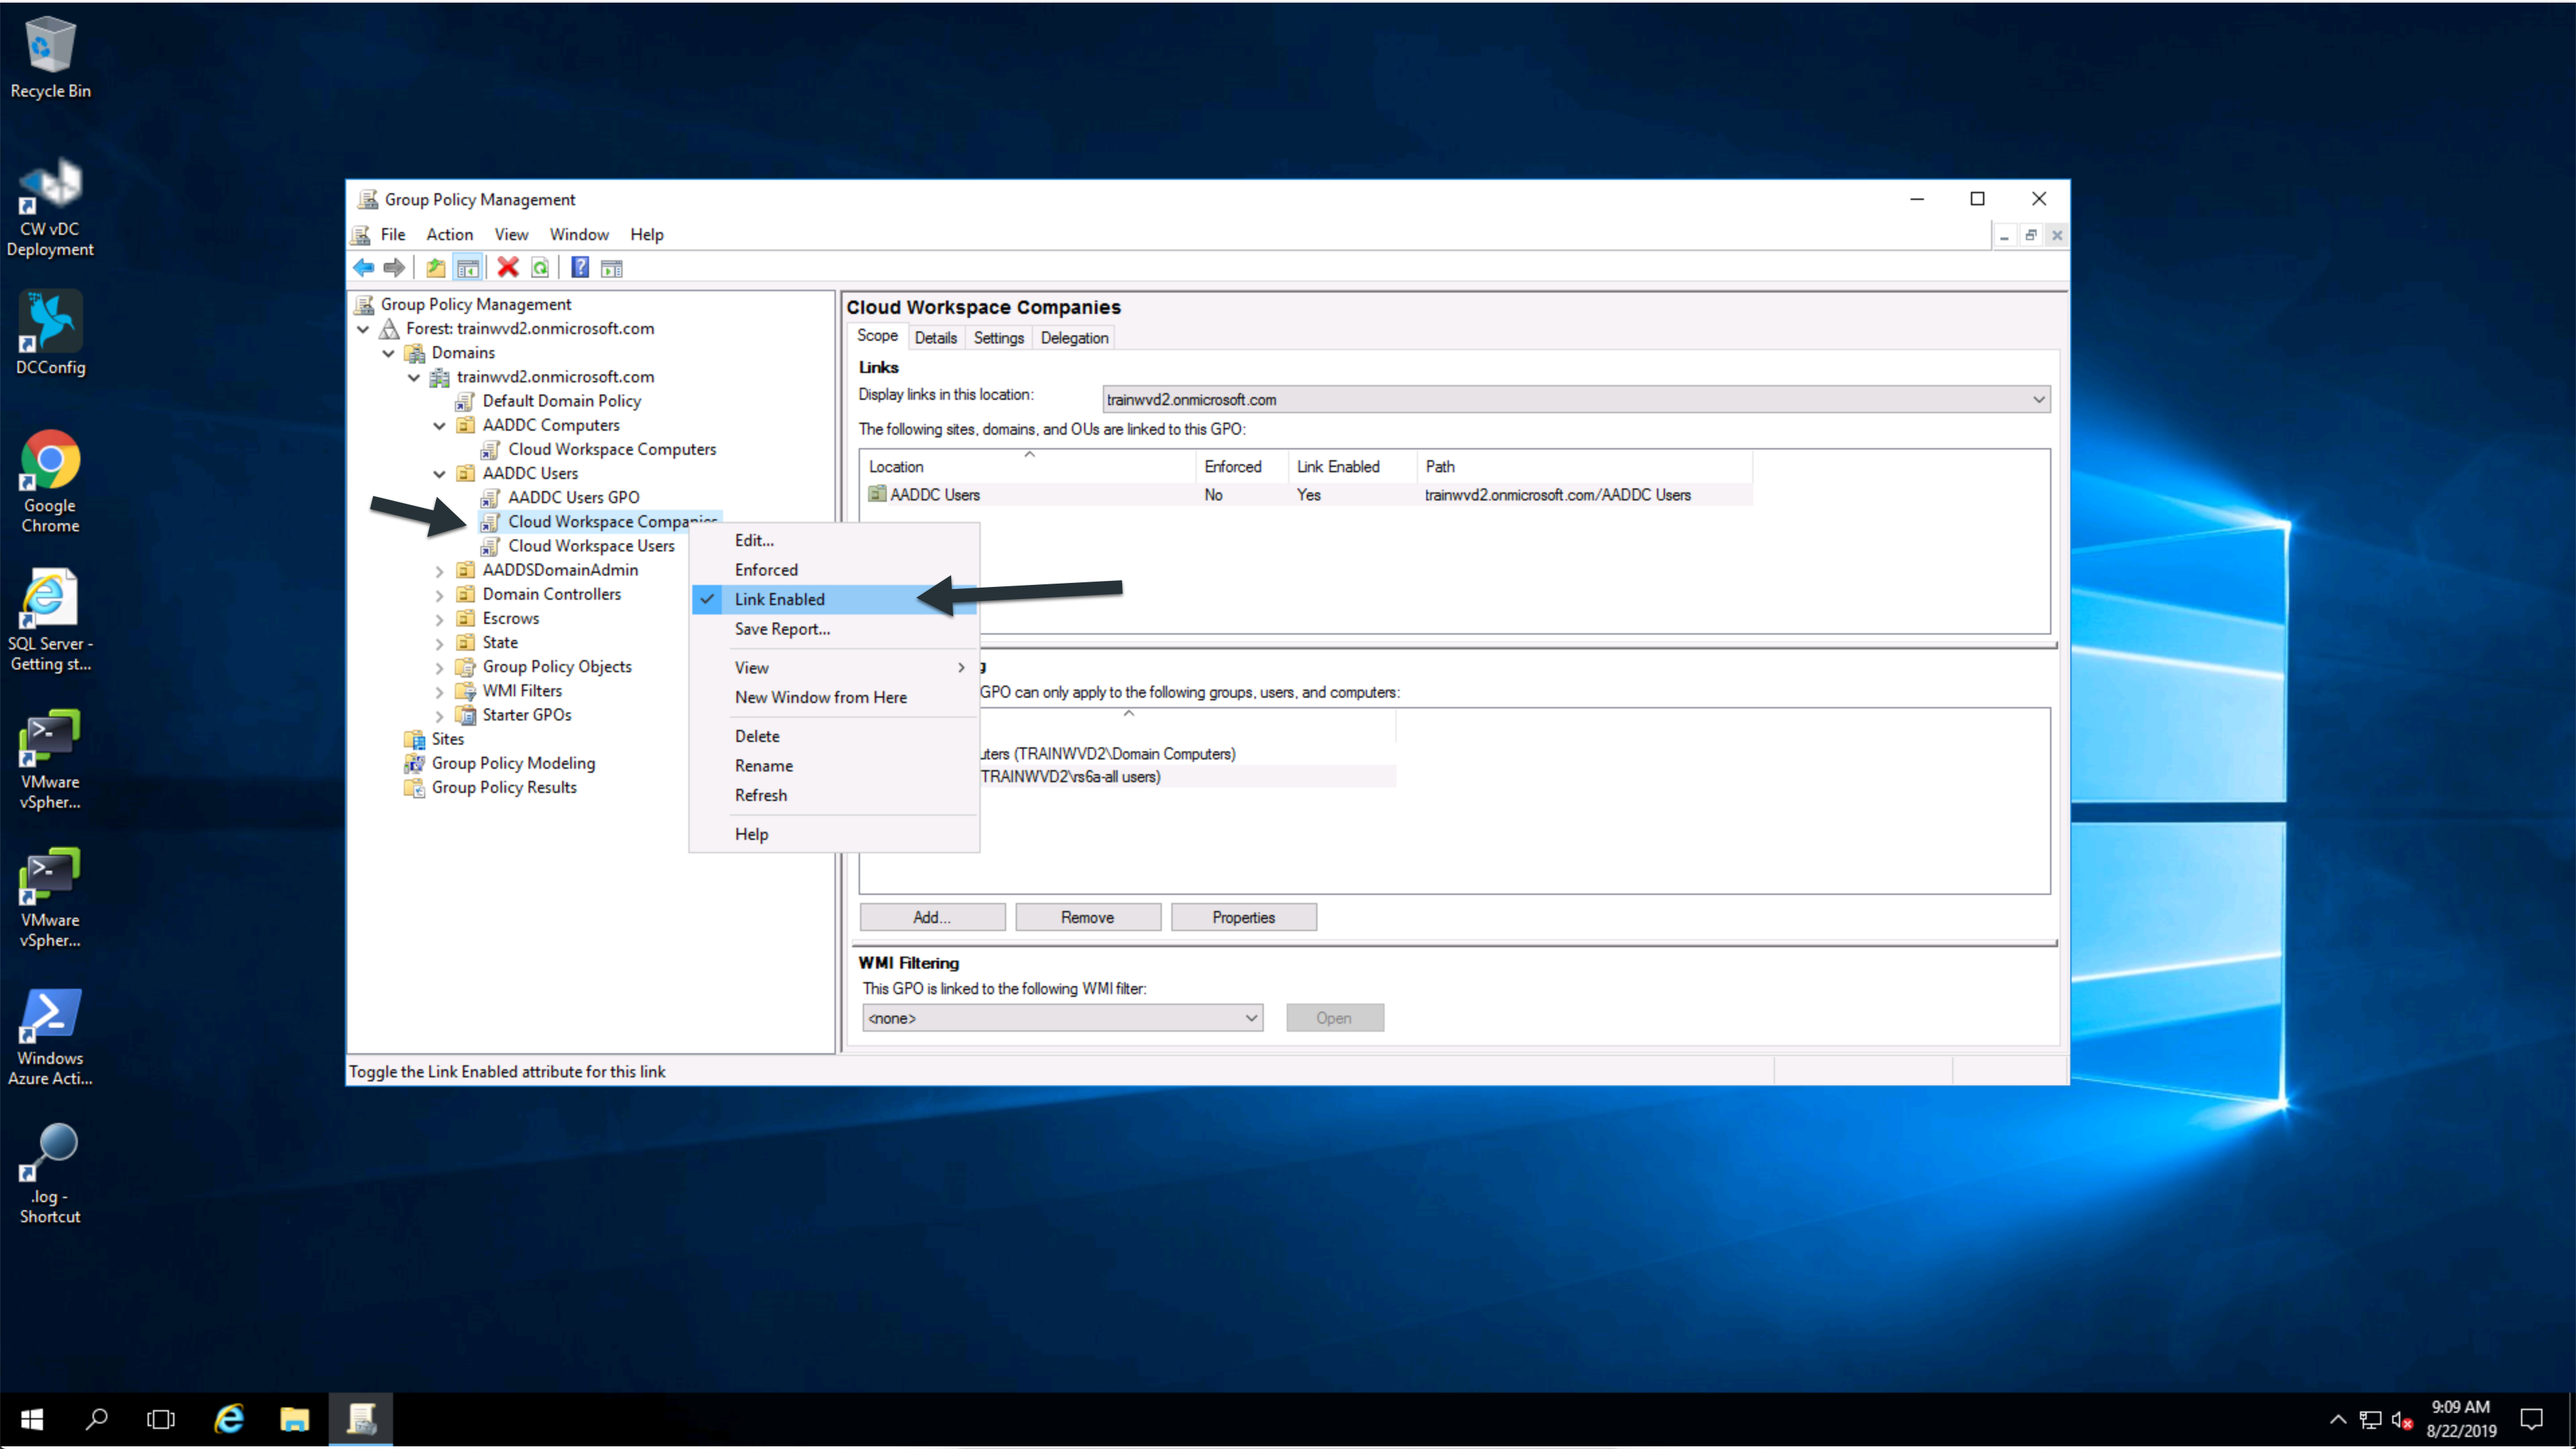 Recycle Bin
CW vDC
Deployment
DCConfig
Google
Chrome
SQL Server -
Getting st...
VMware
vSpher...
VMware
vSpher...
Windows
Azure Acti...
.log -
Shortcut
Group Policy Management
File Action View Window Help
Group Policy Management
Forest: trainwvd2.onmicrosoft.com
Domains
trainwvd2.onmicrosoft.com
Default Domain Policy
AADDC Computers
Cloud Workspace Computers
AADDC Users
AADDC Users GPO
Cloud Workspace Companies
Cloud Workspace Users
AADDSDomainAdmin
Domain Controllers
Escrows
State
Group Policy Objects
WMI Filters
Starter GPOs
Sites
Group Policy Modeling
Group Policy Results
Edit...
Enforced
Link Enabled
Save Report...
View
New Window from Here
Delete
Rename
Refresh
Help
Cloud Workspace Companies
Scope Details Settings Delegation
Links
Display links in this location: trainwvd2.onmicrosoft.com
The following sites, domains, and OUs are linked to this GPO:
Location Enforced Link Enabled Path
AADDC Users No Yes trainwvd2.onmicrosoft.com/AADDC Users
GPO can only apply to the following groups, users, and computers:
uters (TRAINWVD2\Domain Computers)
TRAINWVD2\rs6a-all users)
Add... Remove Properties
WMI Filtering
This GPO is linked to the following WMI filter:
<none> Open
Toggle the Link Enabled attribute for this link
9:09 AM
8/22/2019